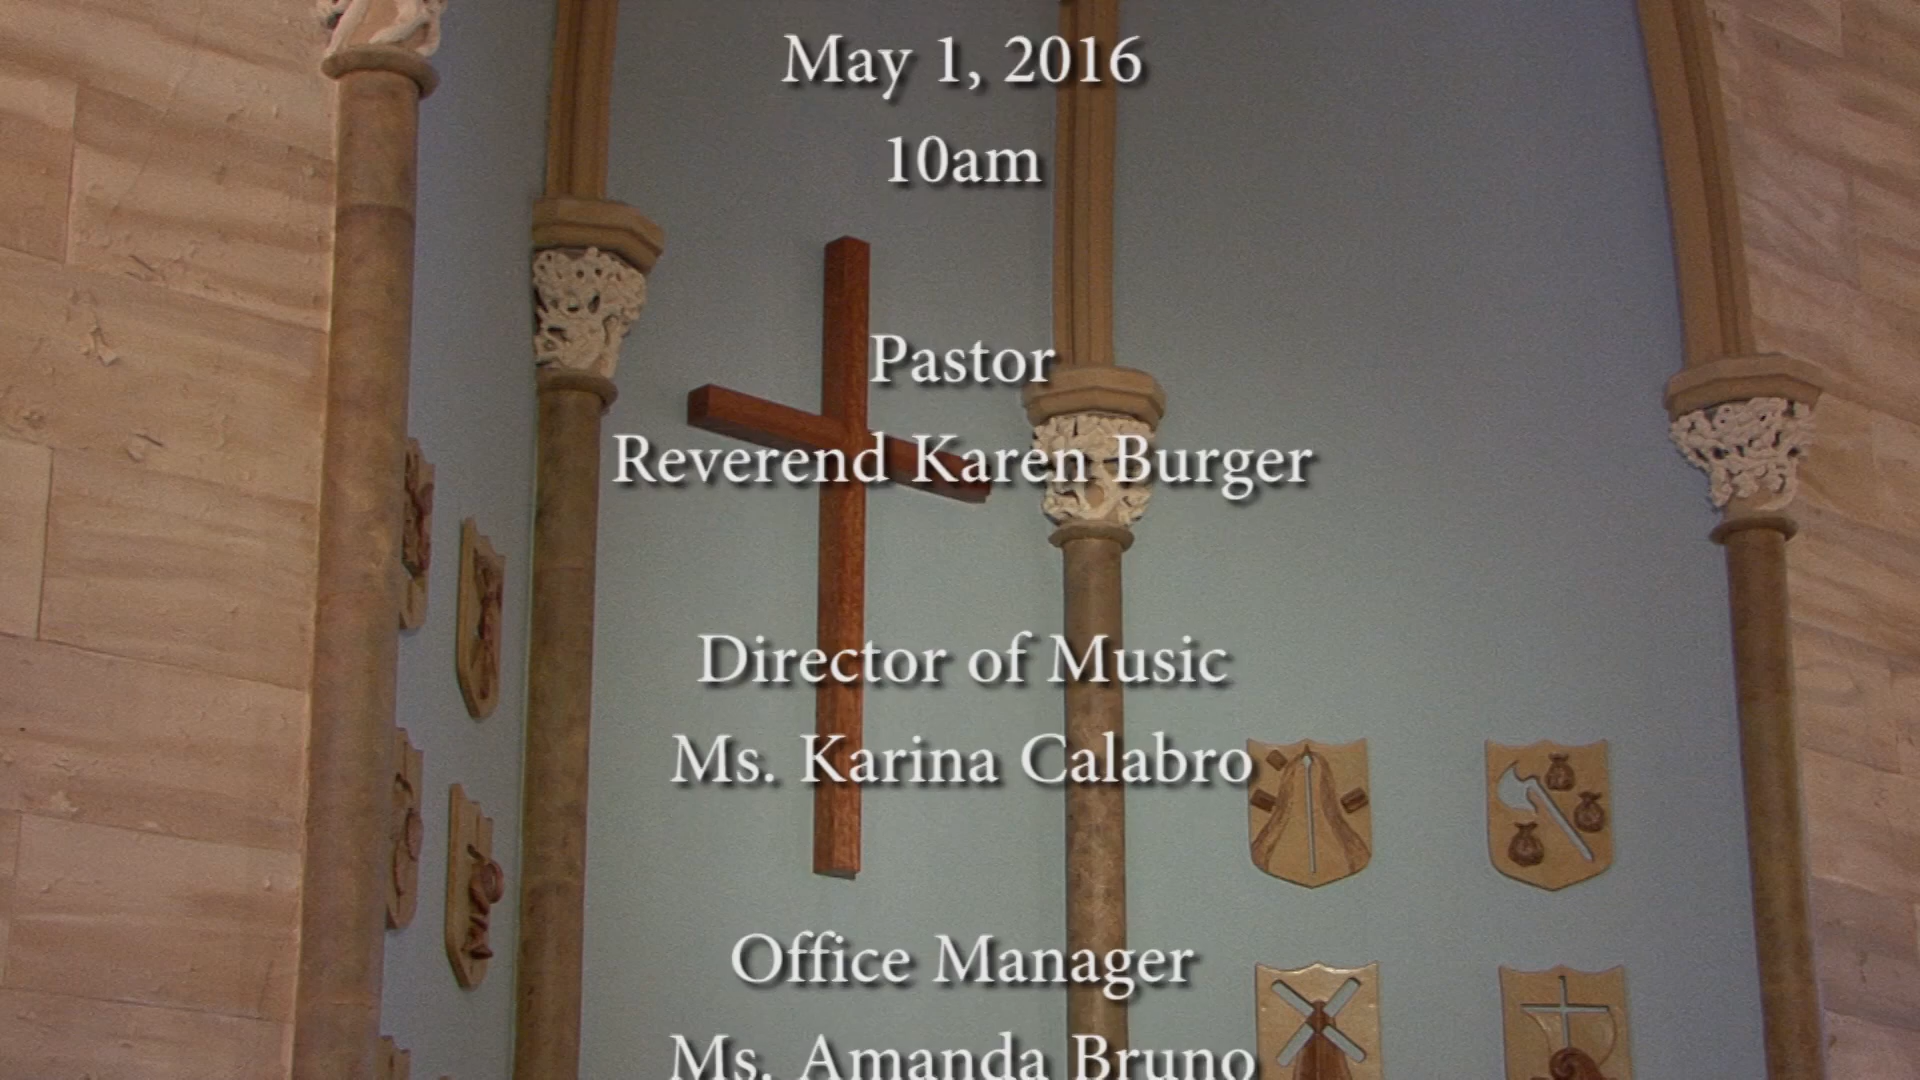 May 1, 2016
10am
Pastor
Reverend Karen Burger
Director of Music
Ms. Karina Calabro
Office Manager
Ms. Amanda Bruno